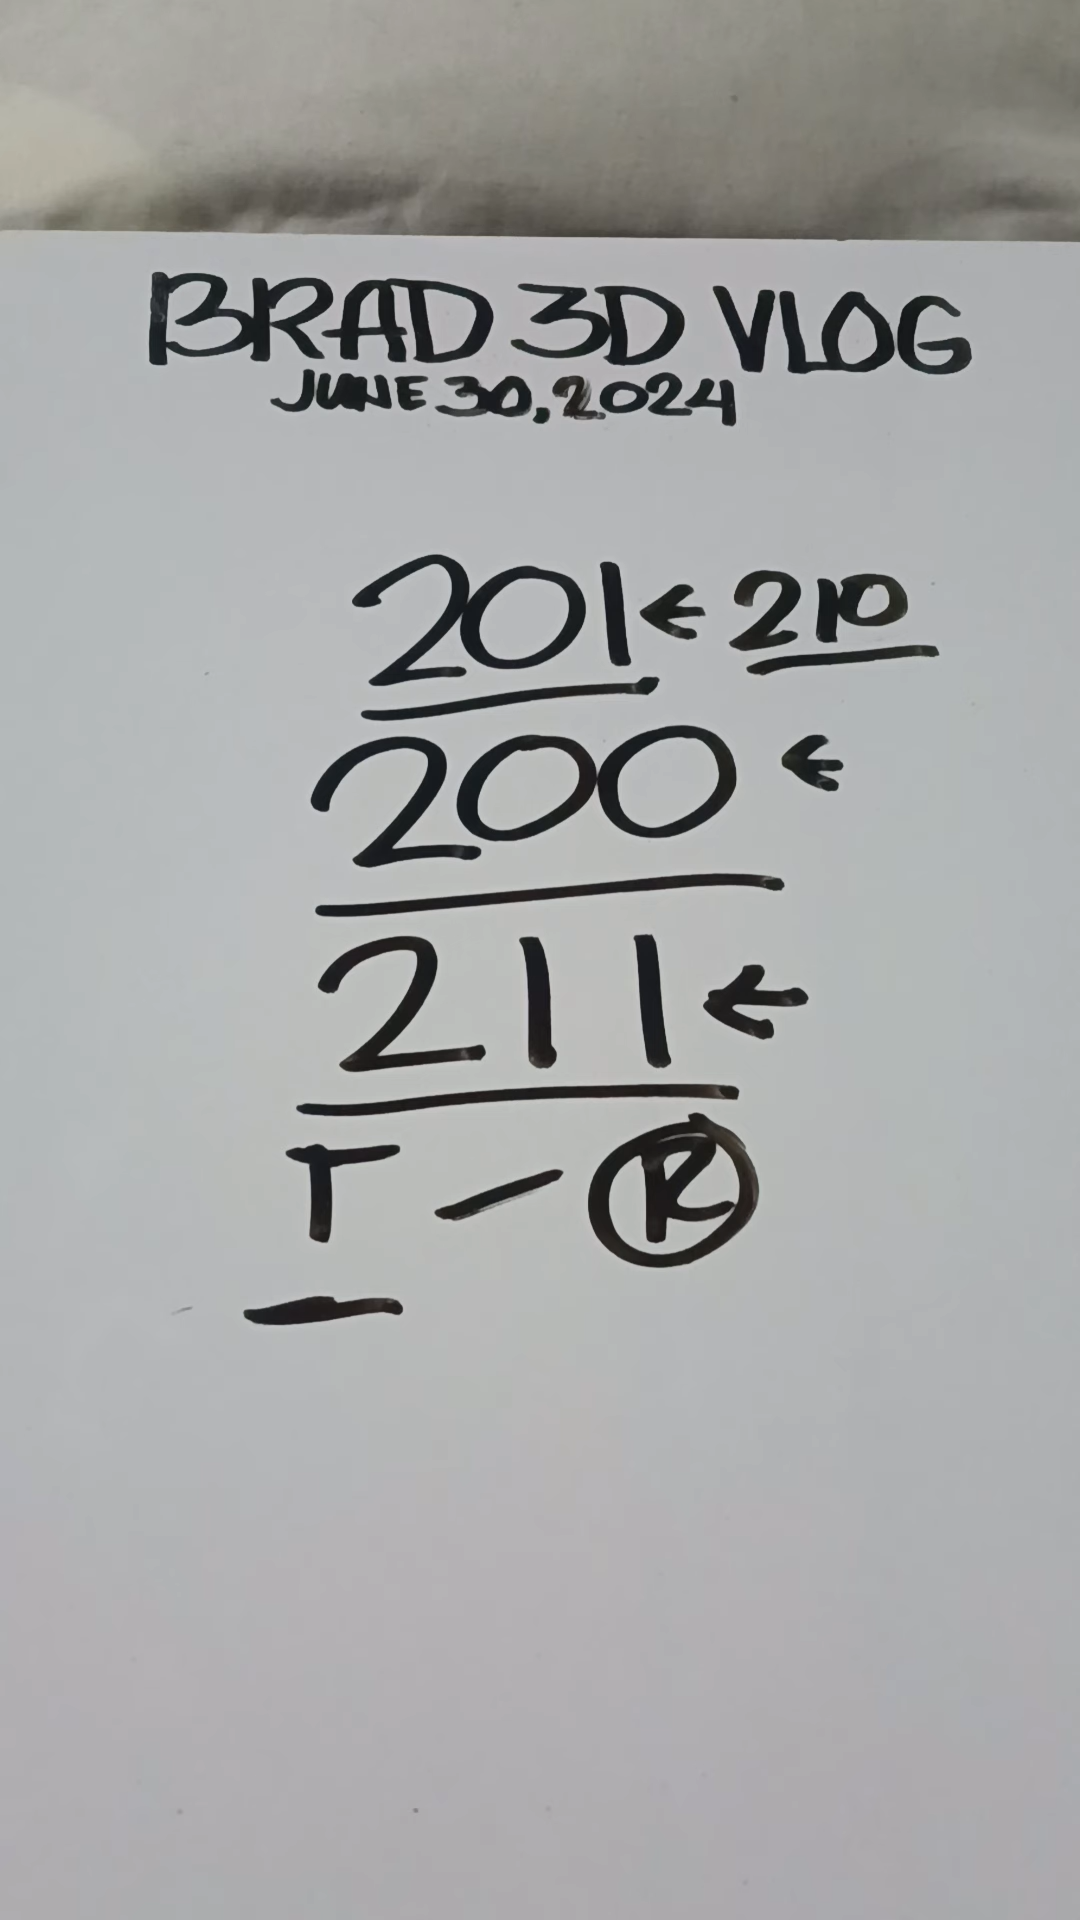 BRAD 3D VLOG
JUNE 30, 2024
201 ← 210
200 ←
211 ←
T - R